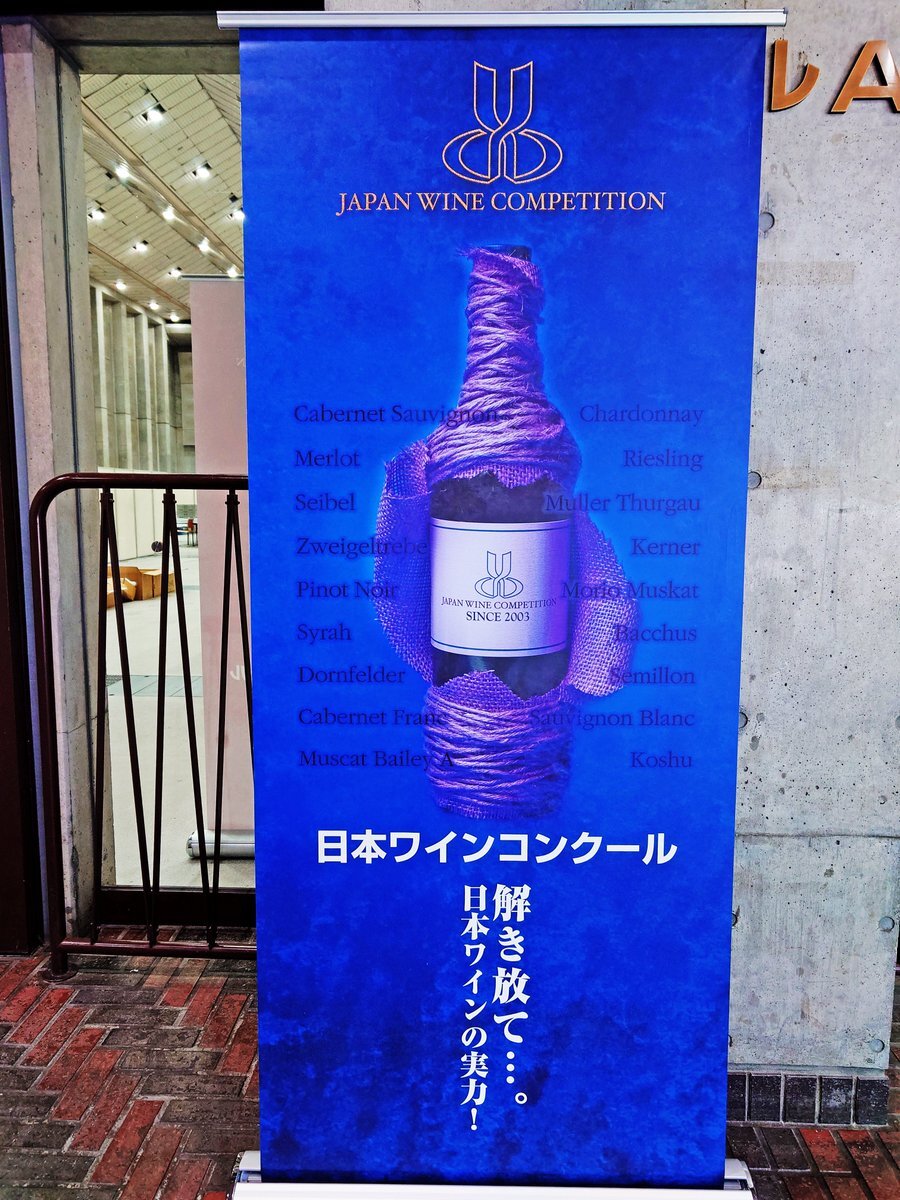 ルA
JAPAN WINE COMPETITION
Cabernet Sauvignon
Chardonnay
Merlot
Riesling
Seibel
Muller Thurgau
Zweigeltrebe
Kerner
Pinot Noir
Morio Muskat
Syrah
Bacchus
Dornfelder
Semillon
Cabernet Franc
Sauvignon Blanc
Muscat Bailey A
Koshu
JAPAN WINE COMPETITION
SINCE 2003
日本ワインコンクール
解き放て…。
日本ワインの実力!